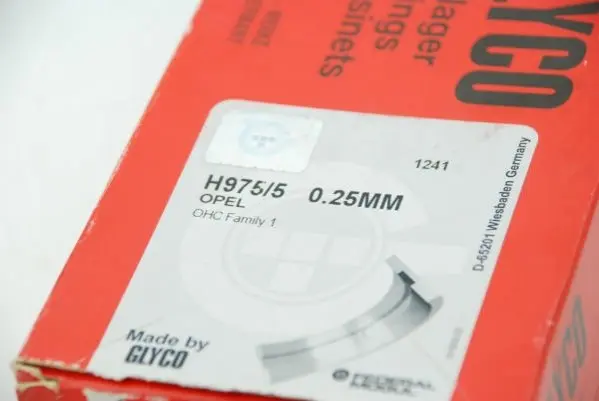 GLYCO
lager
sinets
1241
H975/5 0.25MM
OPEL
OHC Family 1
D-65201 Wiesbaden Germany
Made by
GLYCO
FEDERAL
MOGUL